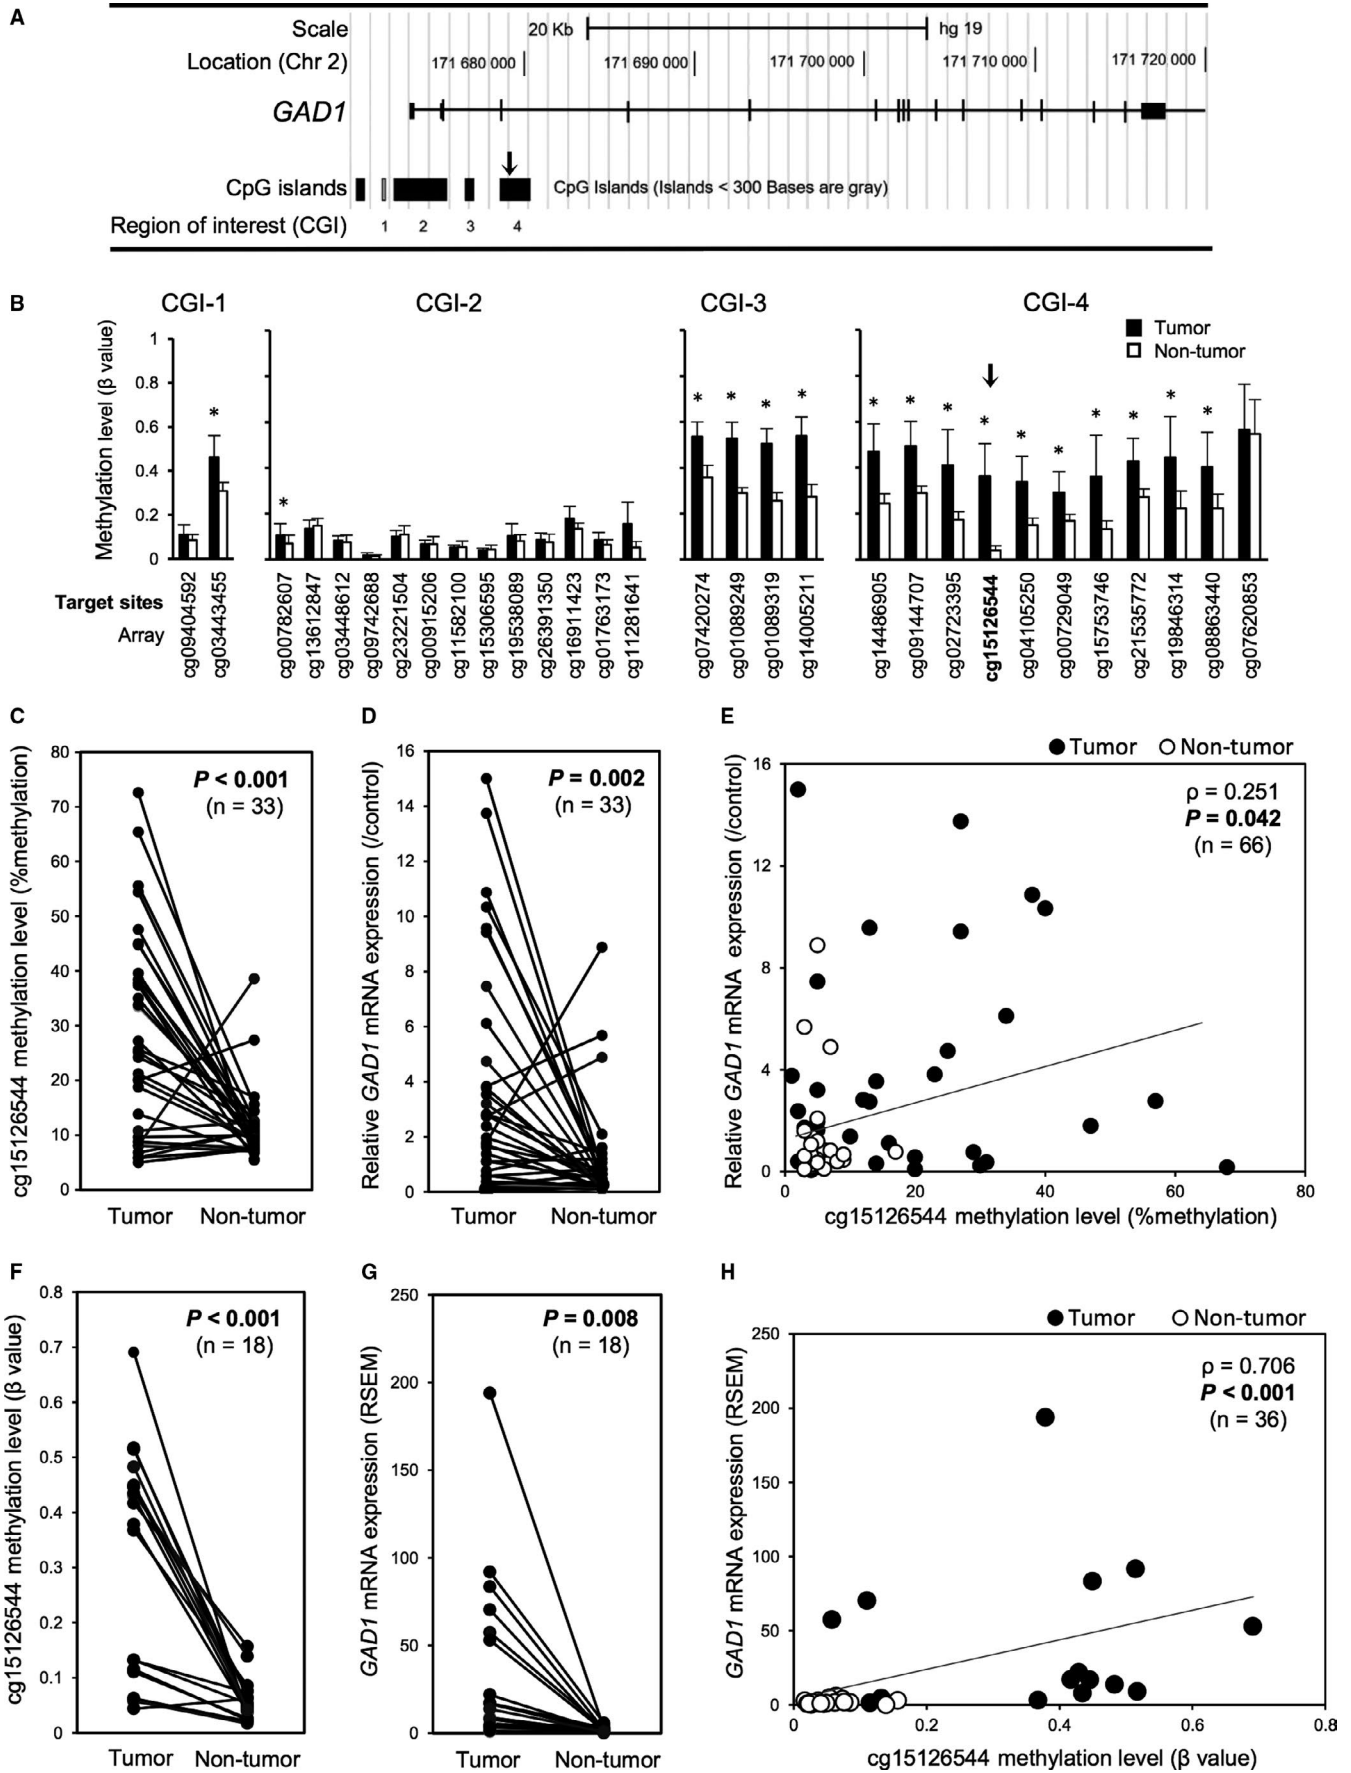 A
Scale 20 Kb hg 19
Location (Chr 2) 171 680 000 171 690 000 171 700 000 171 710 000 171 720 000
GAD1
CpG islands CpG Islands (Islands < 300 Bases are gray)
Region of interest (CGI) 1 2 3 4
B
CGI-1 CGI-2 CGI-3 CGI-4
Tumor
Non-tumor
Methylation level (β value)
1
0.8
0.6
0.4
0.2
0
* * * * * * * * * * * * * * * *
Target sites
Array
cg09404592
cg03443455
cg00782607
cg13612847
cg03448612
cg09742688
cg23221504
cg00915206
cg11582100
cg15306595
cg19538089
cg26391350
cg16911423
cg01763173
cg11281641
cg07420274
cg01089249
cg01089319
cg14005211
cg14486905
cg09144707
cg02723395
cg15126544
cg04105250
cg00729049
cg15753746
cg21535772
cg19846314
cg08863440
cg07620853
C
cg15126544 methylation level (%methylation)
80
70
60
50
40
30
20
10
0
P < 0.001
(n = 33)
Tumor Non-tumor
D
Relative GAD1 mRNA expression (/control)
16
14
12
10
8
6
4
2
0
P = 0.002
(n = 33)
Tumor Non-tumor
E
Tumor Non-tumor
Relative GAD1 mRNA expression (/control)
16
12
8
4
0
ρ = 0.251
P = 0.042
(n = 66)
0 20 40 60 80
cg15126544 methylation level (%methylation)
F
cg15126544 methylation level (β value)
0.8
0.7
0.6
0.5
0.4
0.3
0.2
0.1
0
P < 0.001
(n = 18)
Tumor Non-tumor
G
GAD1 mRNA expression (RSEM)
250
200
150
100
50
0
P = 0.008
(n = 18)
Tumor Non-tumor
H
Tumor Non-tumor
GAD1 mRNA expression (RSEM)
250
200
150
100
50
0
ρ = 0.706
P < 0.001
(n = 36)
0 0.2 0.4 0.6 0.8
cg15126544 methylation level (β value)